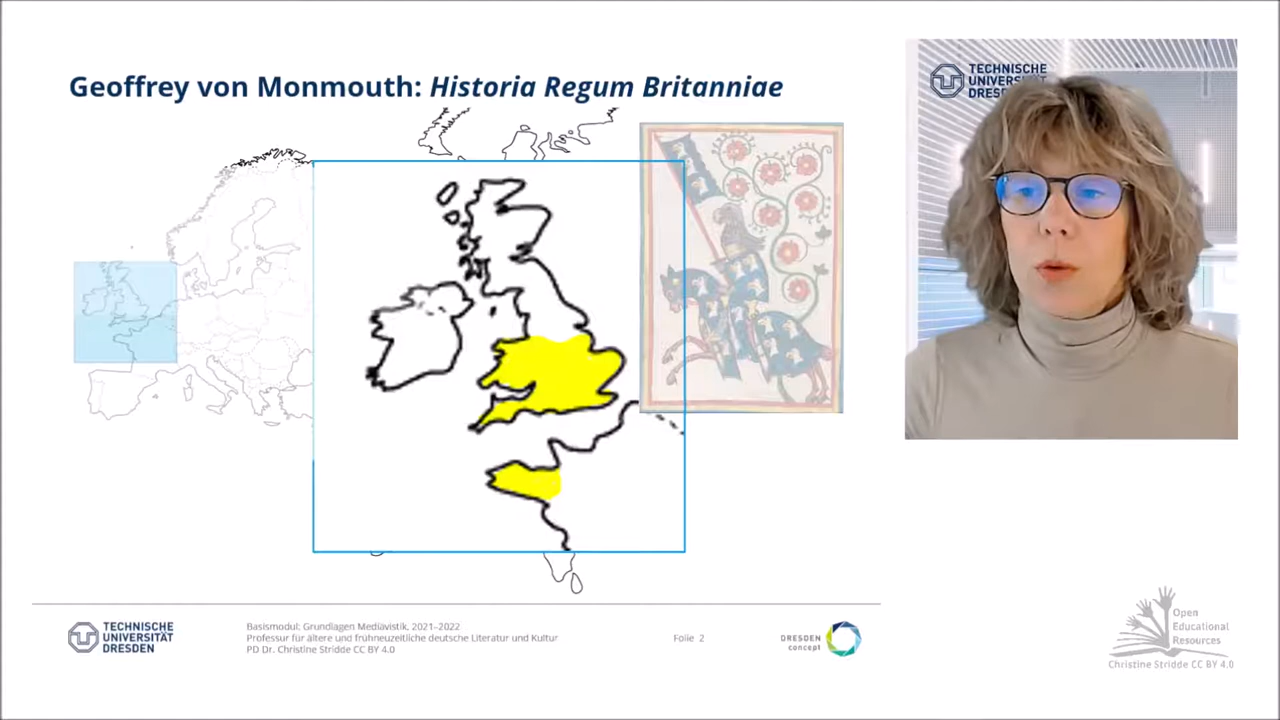 Geoffrey von Monmouth: Historia Regum Britanniae
TECHNISCHE
UNIVERSITÄT
DRESDEN
Basismodul: Grundlagen Mediävistik, 2021–2022
Professur für ältere und frühneuzeitliche deutsche Literatur und Kultur
PD Dr. Christine Stridde CC BY 4.0
Folie 2
DRESDEN
concept
TECHNISCHE
UNIVERSITÄT
DRESDEN
Open
Educational
Resources
Christine Stridde CC BY 4.0